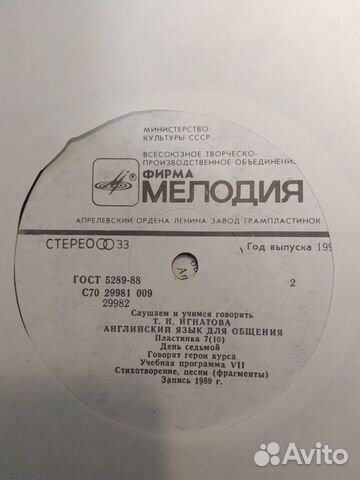 МИНИСТЕРСТВО
КУЛЬТУРЫ СССР
ВСЕСОЮЗНОЕ ТВОРЧЕСКО-
ПРОИЗВОДСТВЕННОЕ ОБЪЕДИНЕНИЕ
ФИРМА
МЕЛОДИЯ
АПРЕЛЕВСКИЙ ОРДЕНА ЛЕНИНА ЗАВОД ГРАМПЛАСТИНОК
СТЕРЕО 33
Год выпуска 199
ГОСТ 5289-88
С70 29981 009
29982
2
Слушаем и учимся говорить
Т. Н. ИГНАТОВА
АНГЛИЙСКИЙ ЯЗЫК ДЛЯ ОБЩЕНИЯ
Пластинка 7(10)
День седьмой
Говорят герои курса
Учебная программа VII
Стихотворение, песни (фрагменты)
Запись 1989 г.
Avito